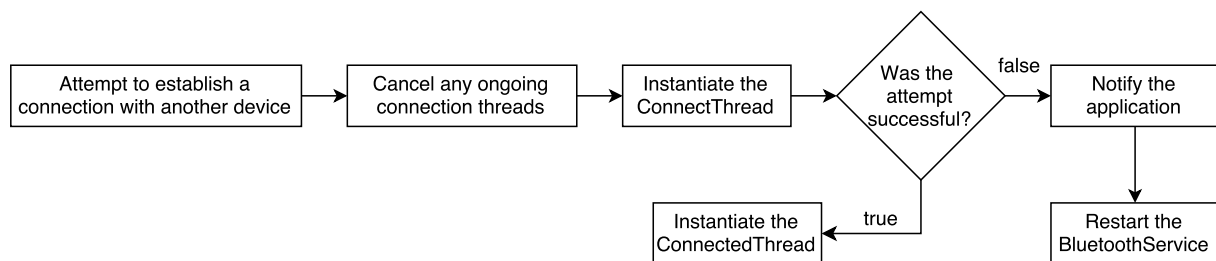 Attempt to establish a
connection with another device
Cancel any ongoing
connection threads
Instantiate the
ConnectThread
Was the
attempt
successful?
false
Notify the
application
true
Instantiate the
ConnectedThread
Restart the
BluetoothService